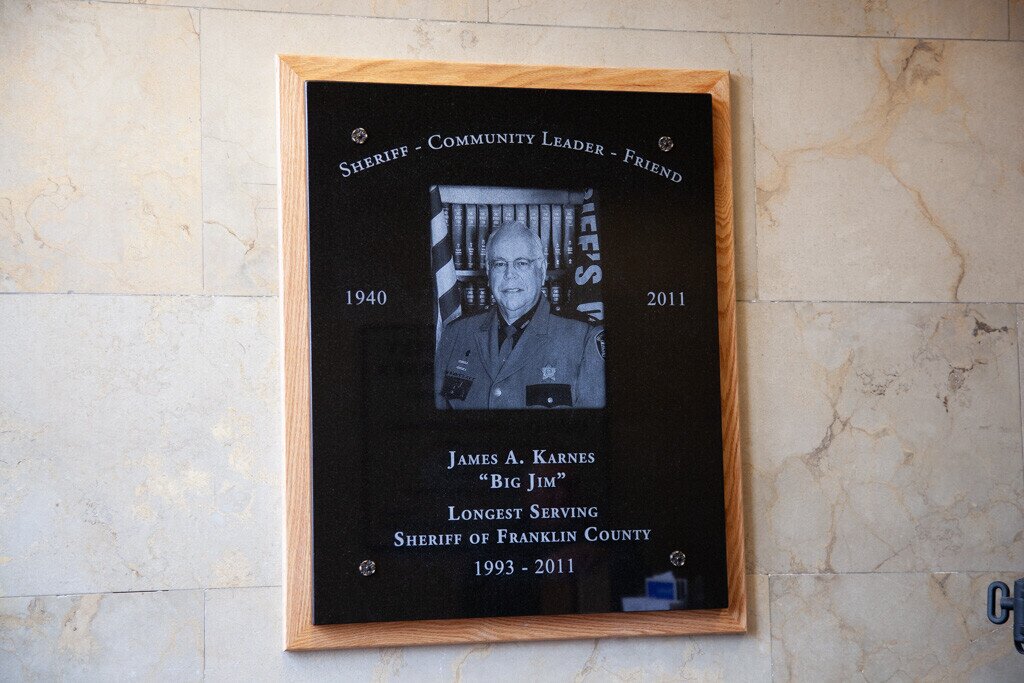 Sheriff - Community Leader - Friend
1940
2011
James A. Karnes
“Big Jim”
Longest Serving
Sheriff of Franklin County
1993 - 2011